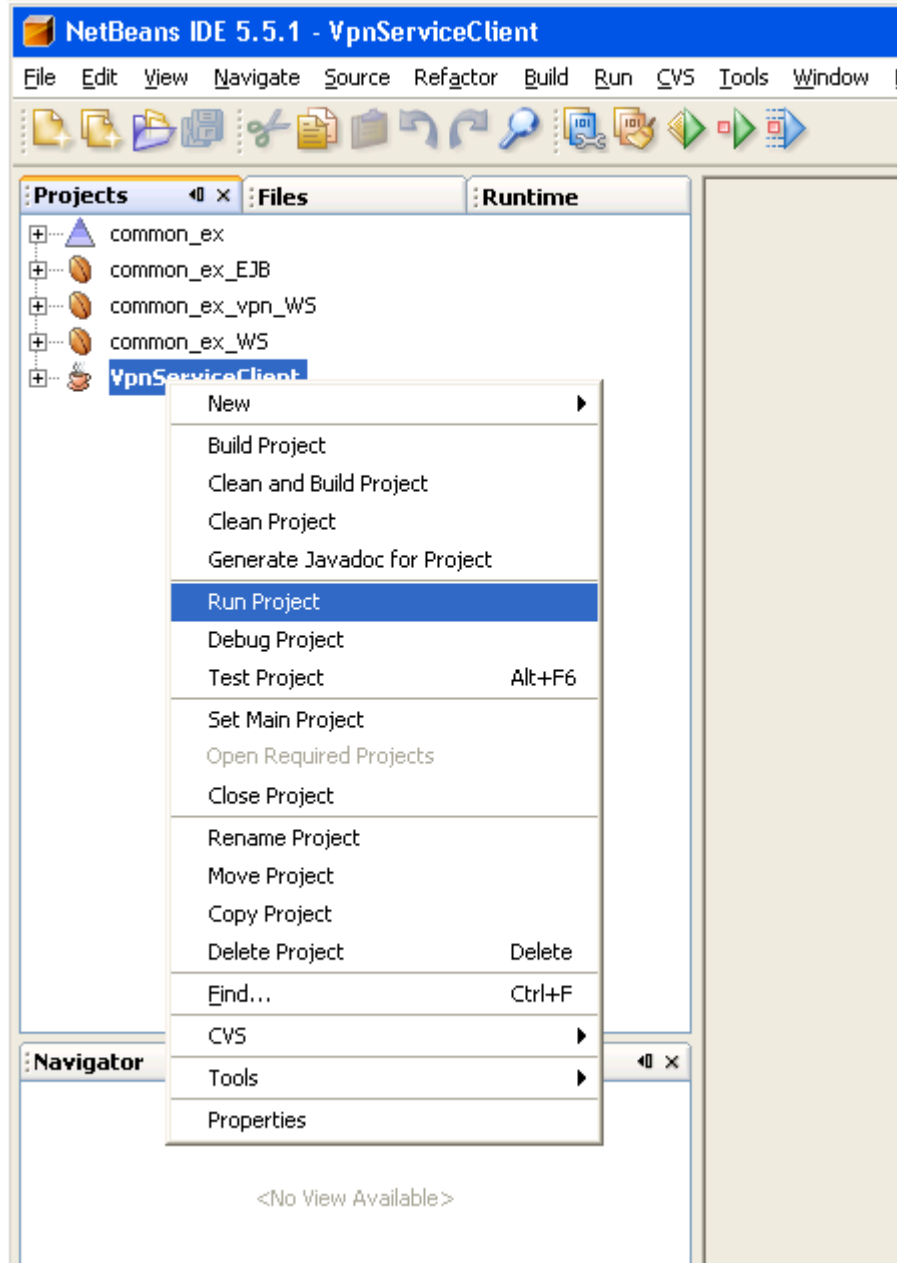 NetBeans IDE 5.5.1 - VpnServiceClient
File Edit View Navigate Source Refactor Build Run CVS Tools Window
Projects Files Runtime
common_ex
common_ex_EJB
common_ex_vpn_WS
common_ex_WS
VpnServiceClient
New
Build Project
Clean and Build Project
Clean Project
Generate Javadoc for Project
Run Project
Debug Project
Test Project Alt+F6
Set Main Project
Open Required Projects
Close Project
Rename Project
Move Project
Copy Project
Delete Project Delete
Find... Ctrl+F
CVS
Navigator
Tools
Properties
<No View Available>